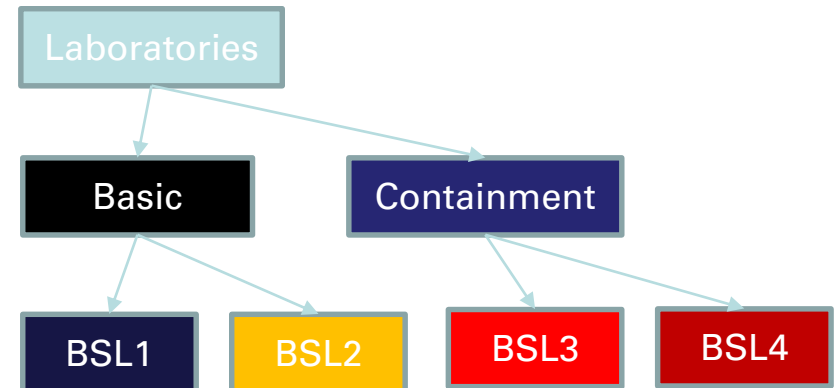 Laboratories
Basic
Containment
BSL1
BSL2
BSL3
BSL4